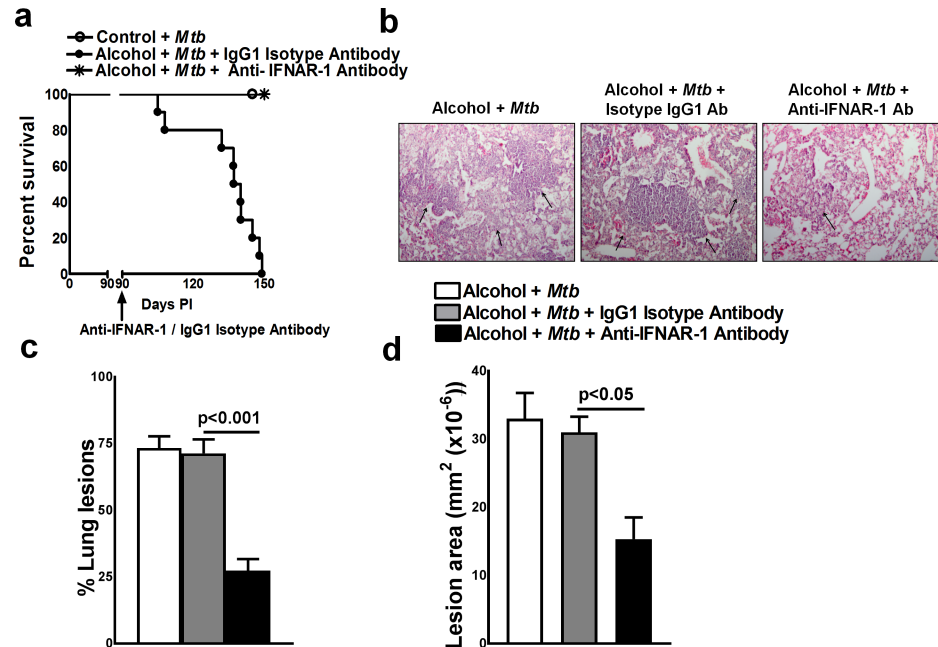 a
Control + Mtb
Alcohol + Mtb + IgG1 Isotype Antibody
Alcohol + Mtb + Anti- IFNAR-1 Antibody
100
80
60
40
20
0
Percent survival
0 90 90 120 150
Days PI
Anti-IFNAR-1 / IgG1 Isotype Antibody
b
Alcohol + Mtb
Alcohol + Mtb +
Isotype IgG1 Ab
Alcohol + Mtb +
Anti-IFNAR-1 Ab
Alcohol + Mtb
Alcohol + Mtb + IgG1 Isotype Antibody
Alcohol + Mtb + Anti-IFNAR-1 Antibody
c
100
75
50
25
0
% Lung lesions
p<0.001
d
40
30
20
10
0
Lesion area (mm² (x10⁻⁶))
p<0.05